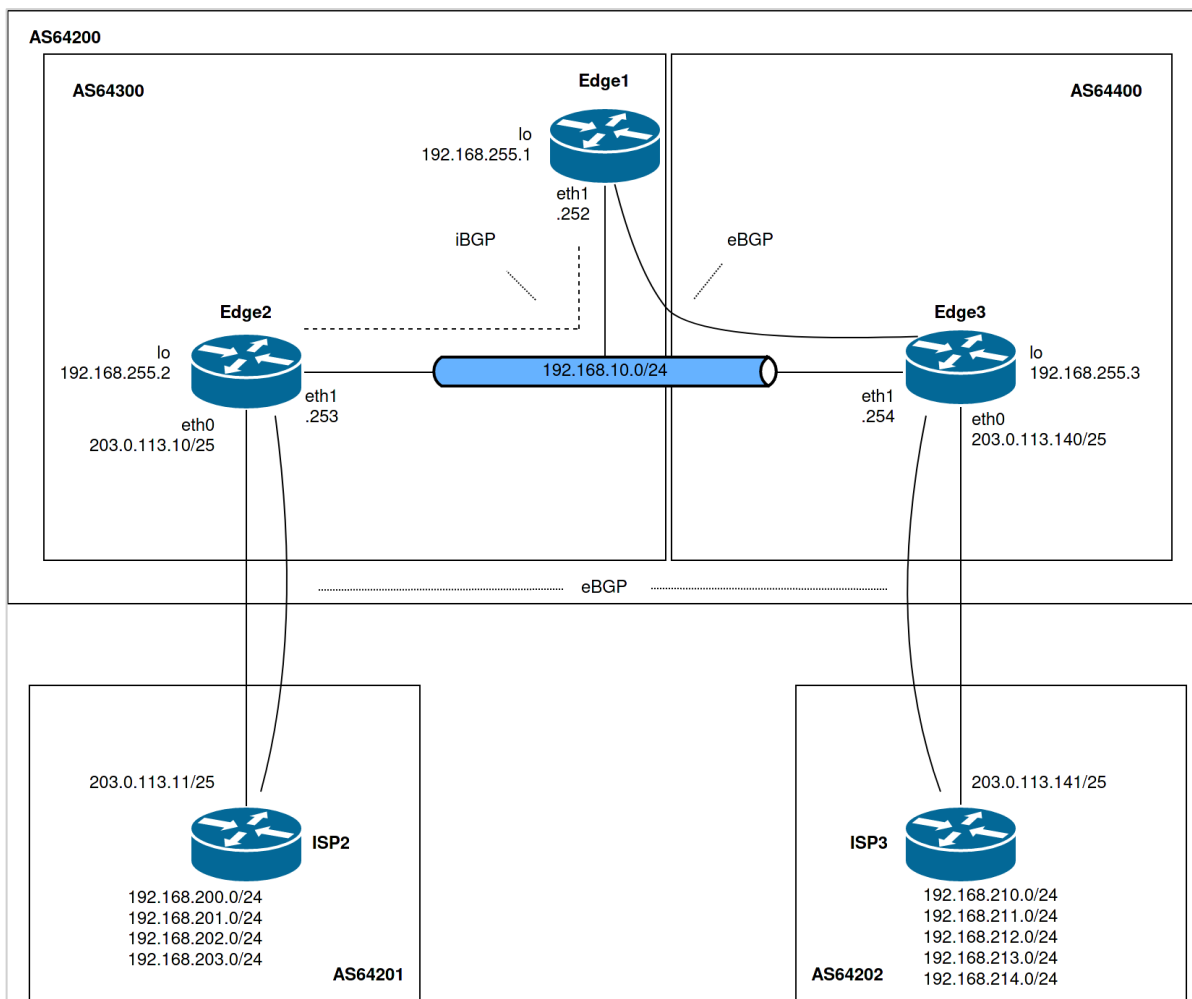 AS64200
AS64300
Edge1
AS64400
lo
192.168.255.1
eth1
.252
iBGP
eBGP
Edge2
Edge3
lo
192.168.255.2
192.168.10.0/24
lo
192.168.255.3
eth1
.253
eth1
.254
eth0
203.0.113.10/25
eth0
203.0.113.140/25
eBGP
203.0.113.11/25
203.0.113.141/25
ISP2
ISP3
192.168.200.0/24
192.168.201.0/24
192.168.202.0/24
192.168.203.0/24
AS64201
192.168.210.0/24
192.168.211.0/24
192.168.212.0/24
192.168.213.0/24
192.168.214.0/24
AS64202